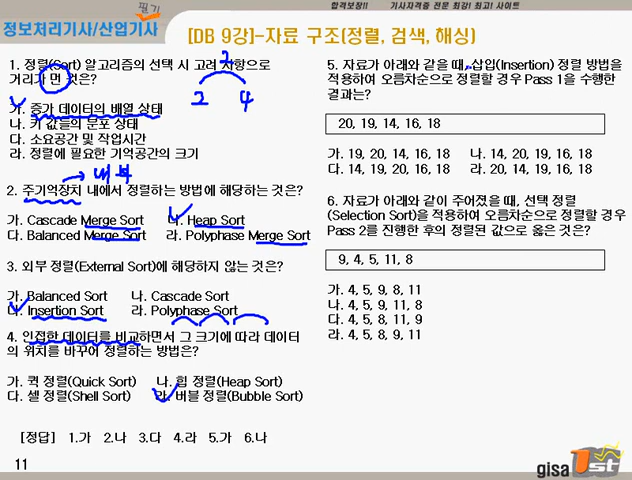 합격보장!! 기사자격증 전문 최강! 최고! 사이트
필기
정보처리기사/산업기사
[DB 9강]-자료 구조(정렬, 검색, 해싱)
1. 정렬(Sort) 알고리즘의 선택 시 고려 사항으로
거리가 먼 것은?
3
2 4
가. 증가 데이터의 배열 상태
나. 키 값들의 분포 상태
다. 소요공간 및 작업시간
라. 정렬에 필요한 기억공간의 크기
내부
2. 주기억장치 내에서 정렬하는 방법에 해당하는 것은?
가. Cascade Merge Sort 나. Heap Sort
다. Balanced Merge Sort 라. Polyphase Merge Sort
3. 외부 정렬(External Sort)에 해당하지 않는 것은?
가. Balanced Sort 나. Cascade Sort
다. Insertion Sort 라. Polyphase Sort
4. 인접한 데이터를 비교하면서 그 크기에 따라 데이터
의 위치를 바꾸어 정렬하는 방법은?
가. 퀵 정렬(Quick Sort) 나. 힙 정렬(Heap Sort)
다. 셀 정렬(Shell Sort) 라. 버블 정렬(Bubble Sort)
[정답] 1.가 2.나 3.다 4.라 5.가 6.나
5. 자료가 아래와 같을 때, 삽입(Insertion) 정렬 방법을
적용하여 오름차순으로 정렬할 경우 Pass 1을 수행한
결과는?
20, 19, 14, 16, 18
가. 19, 20, 14, 16, 18 나. 14, 20, 19, 16, 18
다. 14, 19, 20, 16, 18 라. 20, 14, 19, 16, 18
6. 자료가 아래와 같이 주어졌을 때, 선택 정렬
(Selection Sort)을 적용하여 오름차순으로 정렬할 경우
Pass 2를 진행한 후의 정렬된 값으로 옳은 것은?
9, 4, 5, 11, 8
가. 4, 5, 9, 8, 11
나. 4, 5, 9, 11, 8
다. 4, 5, 8, 11, 9
라. 4, 5, 8, 9, 11
11
gisa 1st